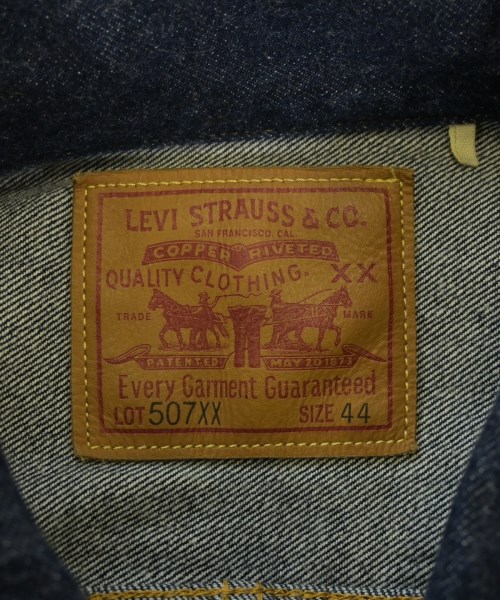 LEVI STRAUSS & CO.
SAN FRANCISCO, CAL.
COPPER RIVETED
QUALITY CLOTHING. XX
TRADE MARK
PATENTED MAY 20 1873
Every Garment Guaranteed
LOT 507XX SIZE 44